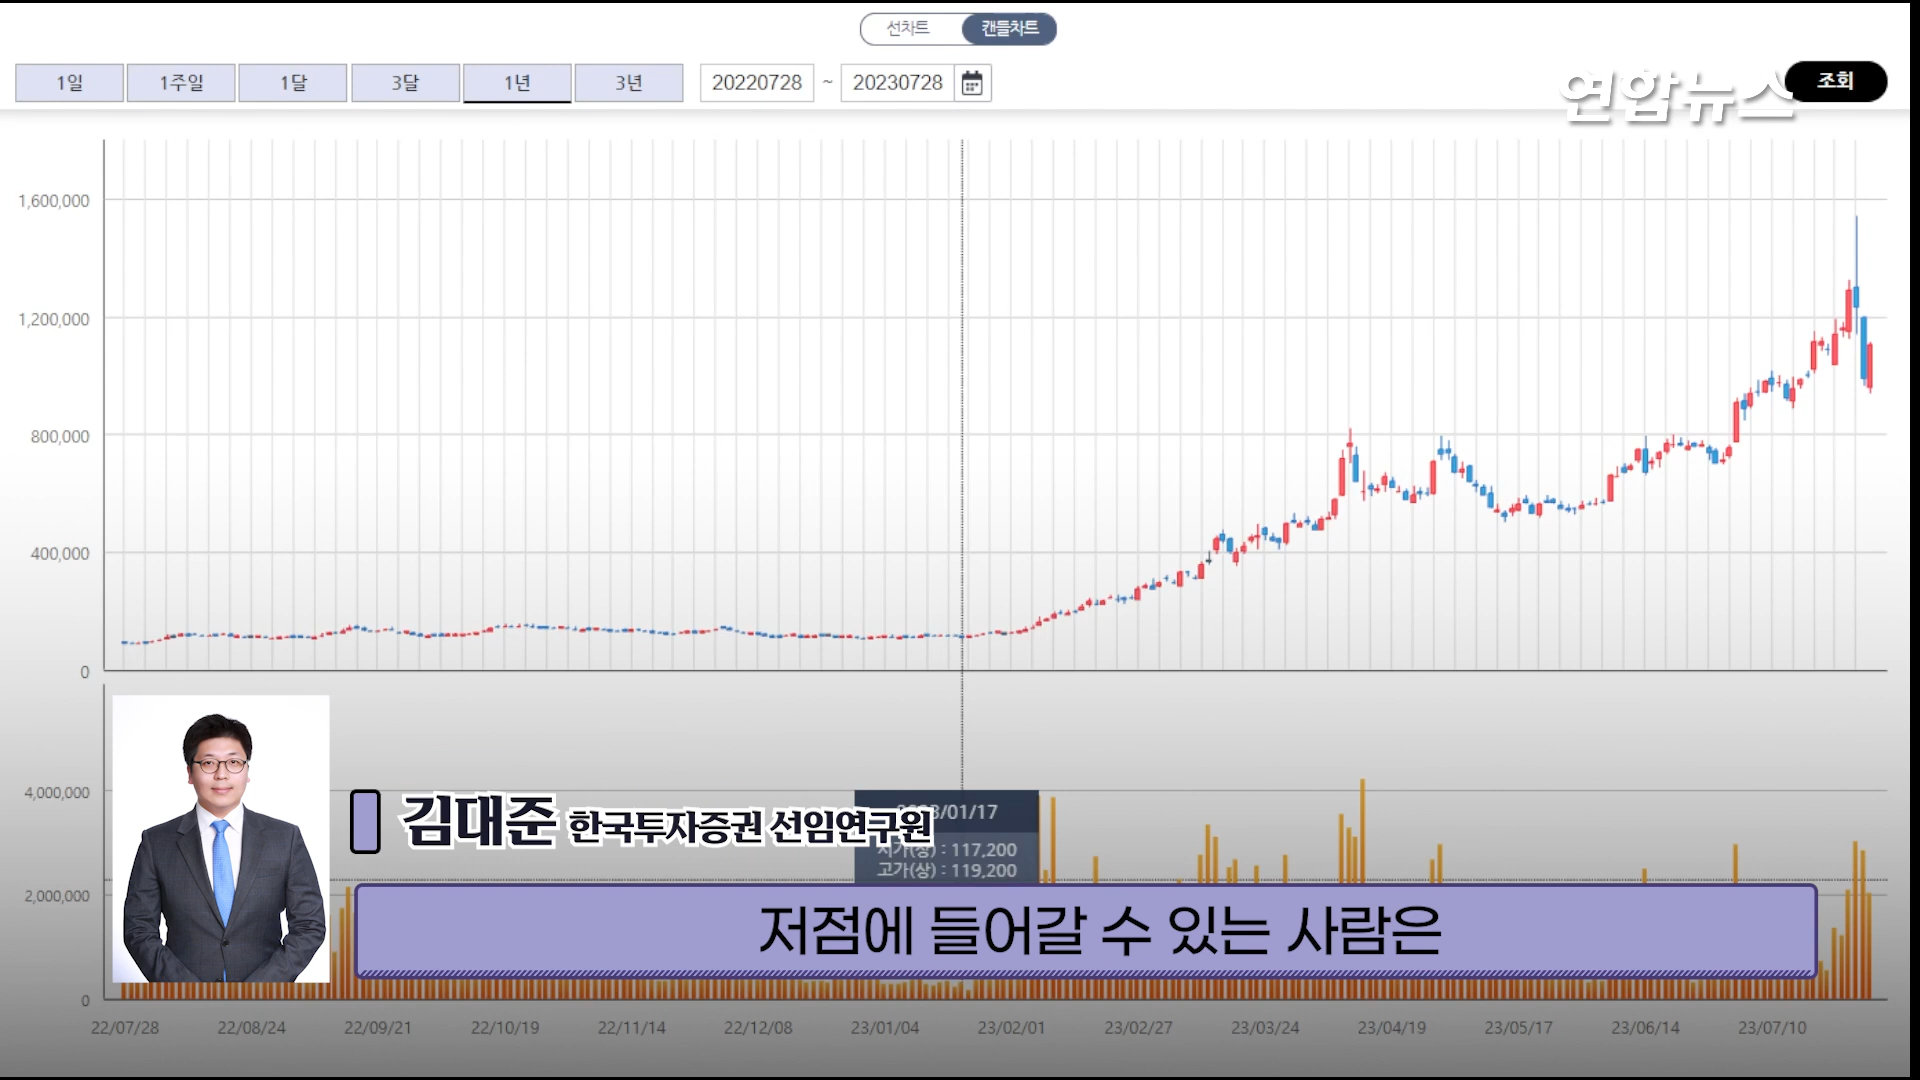 선차트 캔들차트
1일 1주일 1달 3달 1년 3년 20220728 ~ 20230728 조회
연합뉴스
1,600,000
1,200,000
800,000
400,000
0
4,000,000
2,000,000
0
/01/17
시가(상) : 117,200
고가(상) : 119,200
김대준 한국투자증권 선임연구원
저점에 들어갈 수 있는 사람은
22/07/28 22/08/24 22/09/21 22/10/19 22/11/14 22/12/08 23/01/04 23/02/01 23/02/27 23/03/24 23/04/19 23/05/17 23/06/14 23/07/10